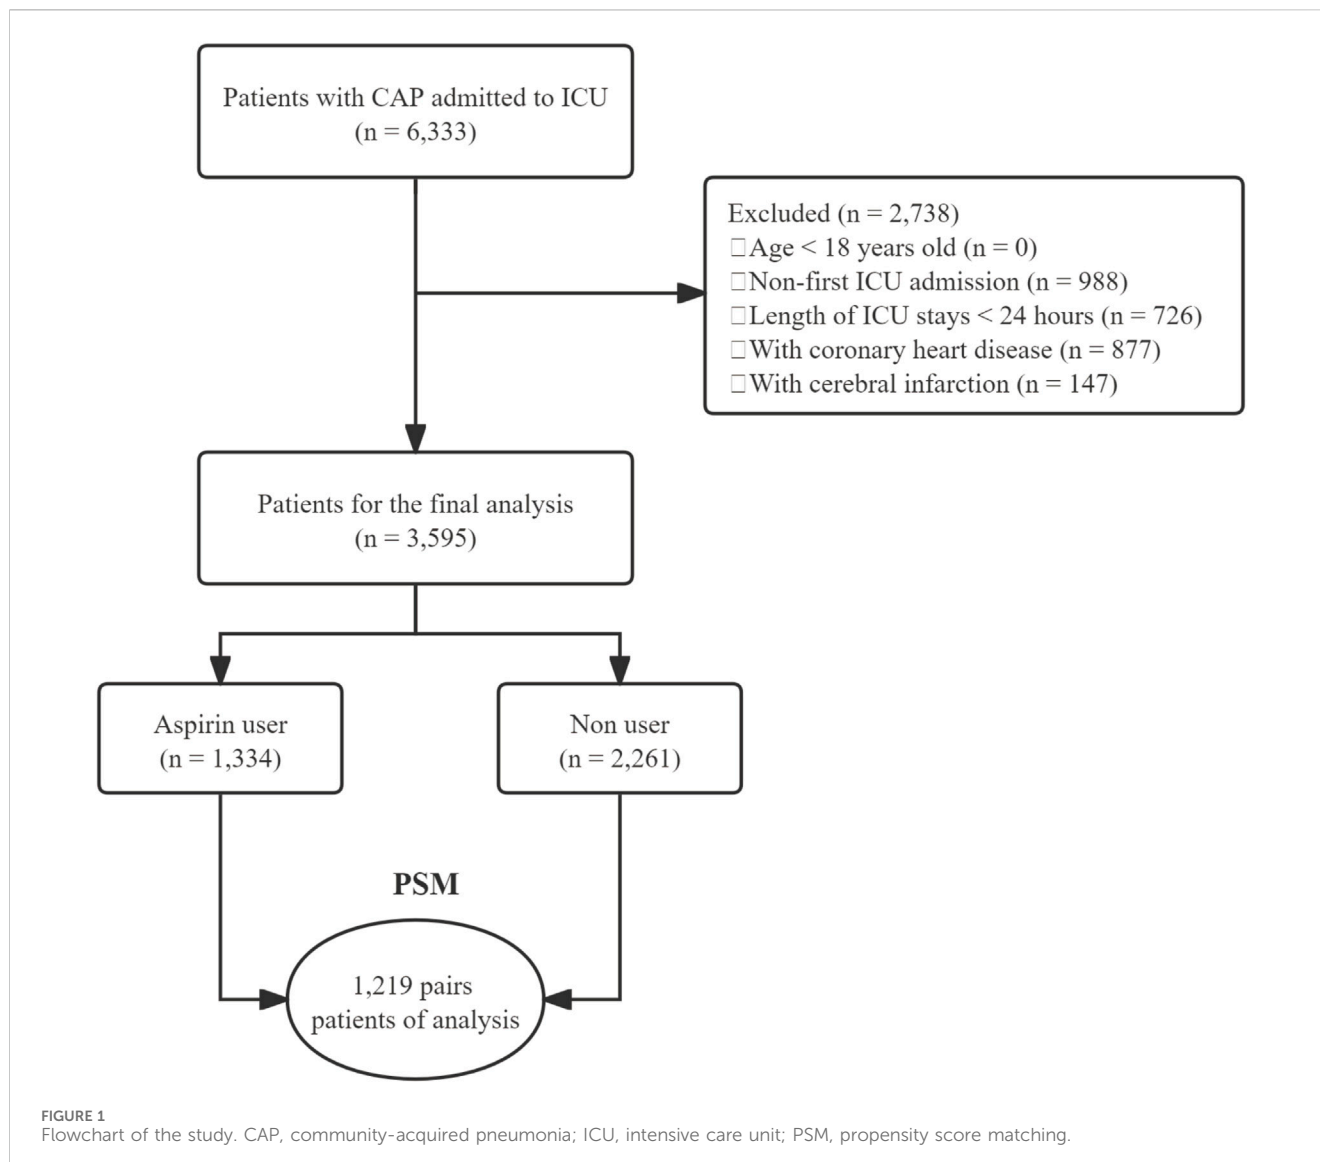 Patients with CAP admitted to ICU
(n = 6,333)
Excluded (n = 2,738)
□Age < 18 years old (n = 0)
□Non-first ICU admission (n = 988)
□Length of ICU stays < 24 hours (n = 726)
□With coronary heart disease (n = 877)
□With cerebral infarction (n = 147)
Patients for the final analysis
(n = 3,595)
Aspirin user
(n = 1,334)
Non user
(n = 2,261)
PSM
1,219 pairs
patients of analysis
FIGURE 1
Flowchart of the study. CAP, community-acquired pneumonia; ICU, intensive care unit; PSM, propensity score matching.